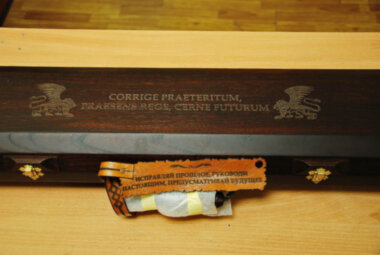 CORRIGE PRAETERITUM,
PRAESENS REGE, CERNE FUTURUM
ИСПРАВЛЯЙ ПРОШЛОЕ, РУКОВОДИ
НАСТОЯЩИМ, ПРЕДУСМАТРИВАЙ БУДУЩЕЕ